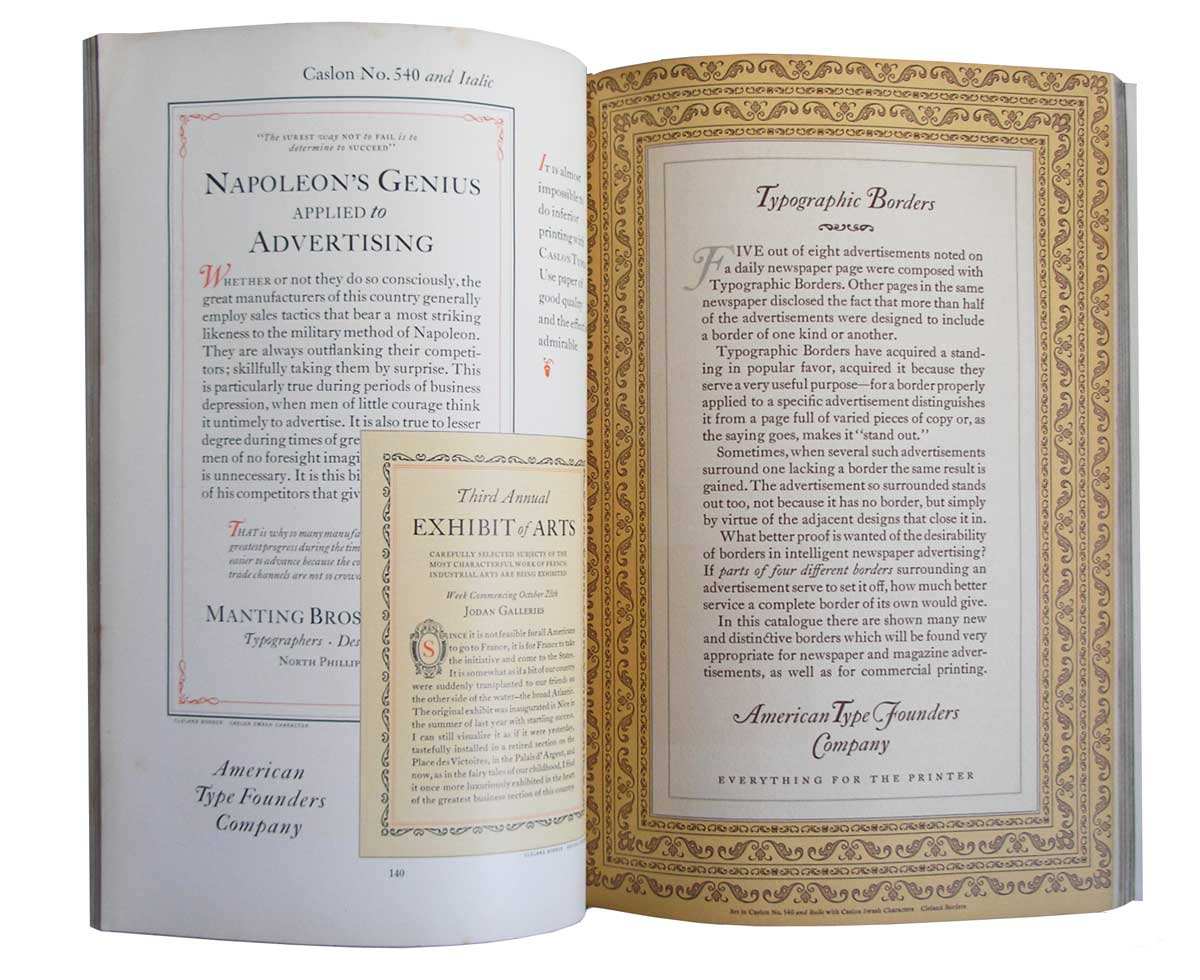 Caslon No. 540 and Italic
"The SUREST way NOT to FAIL is to
determine to SUCCEED"
NAPOLEON'S GENIUS
APPLIED to
ADVERTISING
WHETHER or not they do so consciously, the
great manufacturers of this country generally
employ sales tactics that bear a most striking
likeness to the military method of Napoleon.
They are always outflanking their competi-
tors; skillfully taking them by surprise. This
is particularly true during periods of business
depression, when men of little courage think
it untimely to advertise. It is also true to lesser
degree during times of gre
men of no foresight imagi
is unnecessary. It is this bi
of his competitors that giv
THAT is why so many manufa
greatest progress during the tim
easier to advance because the co
trade channels are not so crowd
MANTING BROS
Typographers · Des
NORTH PHILLIP
CLELAND BORDER CASLON SWASH CHARACTER
IT IS almost
impossible to
do inferior
printing with
CASLON TYPE
Use paper of
good quality
and the effect
admirable
Third Annual
EXHIBIT of ARTS
CAREFULLY SELECTED SUBJECTS OF THE
MOST CHARACTERFUL WORK OF FRENCH
INDUSTRIAL ARTS ARE BEING EXHIBITED
Week Commencing October 25th
JODAN GALLERIES
SINCE it is not feasible for all Americans
to go to France, it is for France to take
the initiative and come to the States.
It is somewhat as if a bit of our country
were suddenly transplanted to our friends on
the other side of the water—the broad Atlantic.
The original exhibit was inaugurated in Nice in
the summer of last year with startling success.
I can still visualize it as if it were yesterday,
tastefully installed in a retired section on the
Place des Victoires, in the Palais d'Argent, and
now, as in the fairy tales of our childhood, I find
it once more luxuriously exhibited in the heart
of the greatest business section of this country
CLELAND BORDER
American
Type Founders
Company
140
Typographic Borders
FIVE out of eight advertisements noted on
a daily newspaper page were composed with
Typographic Borders. Other pages in the same
newspaper disclosed the fact that more than half
of the advertisements were designed to include
a border of one kind or another.
Typographic Borders have acquired a stand-
ing in popular favor, acquired it because they
serve a very useful purpose—for a border properly
applied to a specific advertisement distinguishes
it from a page full of varied pieces of copy or, as
the saying goes, makes it "stand out."
Sometimes, when several such advertisements
surround one lacking a border the same result is
gained. The advertisement so surrounded stands
out too, not because it has no border, but simply
by virtue of the adjacent designs that close it in.
What better proof is wanted of the desirability
of borders in intelligent newspaper advertising?
If parts of four different borders surrounding an
advertisement serve to set it off, how much better
service a complete border of its own would give.
In this catalogue there are shown many new
and distinctive borders which will be found very
appropriate for newspaper and magazine adver-
tisements, as well as for commercial printing.
American Type Founders
Company
EVERYTHING FOR THE PRINTER
Set in Caslon No. 540 and Italic with Caslon Swash Characters Cleland Borders